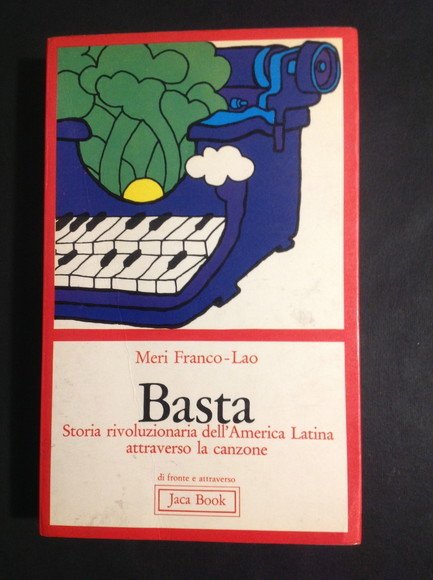 Meri Franco-Lao
Basta
Storia rivoluzionaria dell'America Latina
attraverso la canzone
di fronte e attraverso
Jaca Book